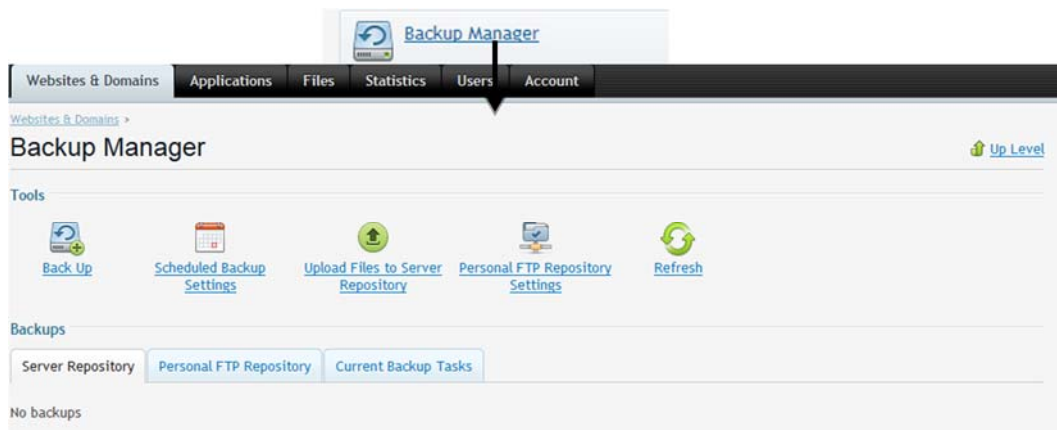 Backup Manager
Websites & Domains Applications Files Statistics Users Account
Websites & Domains >
Backup Manager
Up Level
Tools
Back Up
Scheduled Backup
Settings
Upload Files to Server
Repository
Personal FTP Repository
Settings
Refresh
Backups
Server Repository Personal FTP Repository Current Backup Tasks
No backups